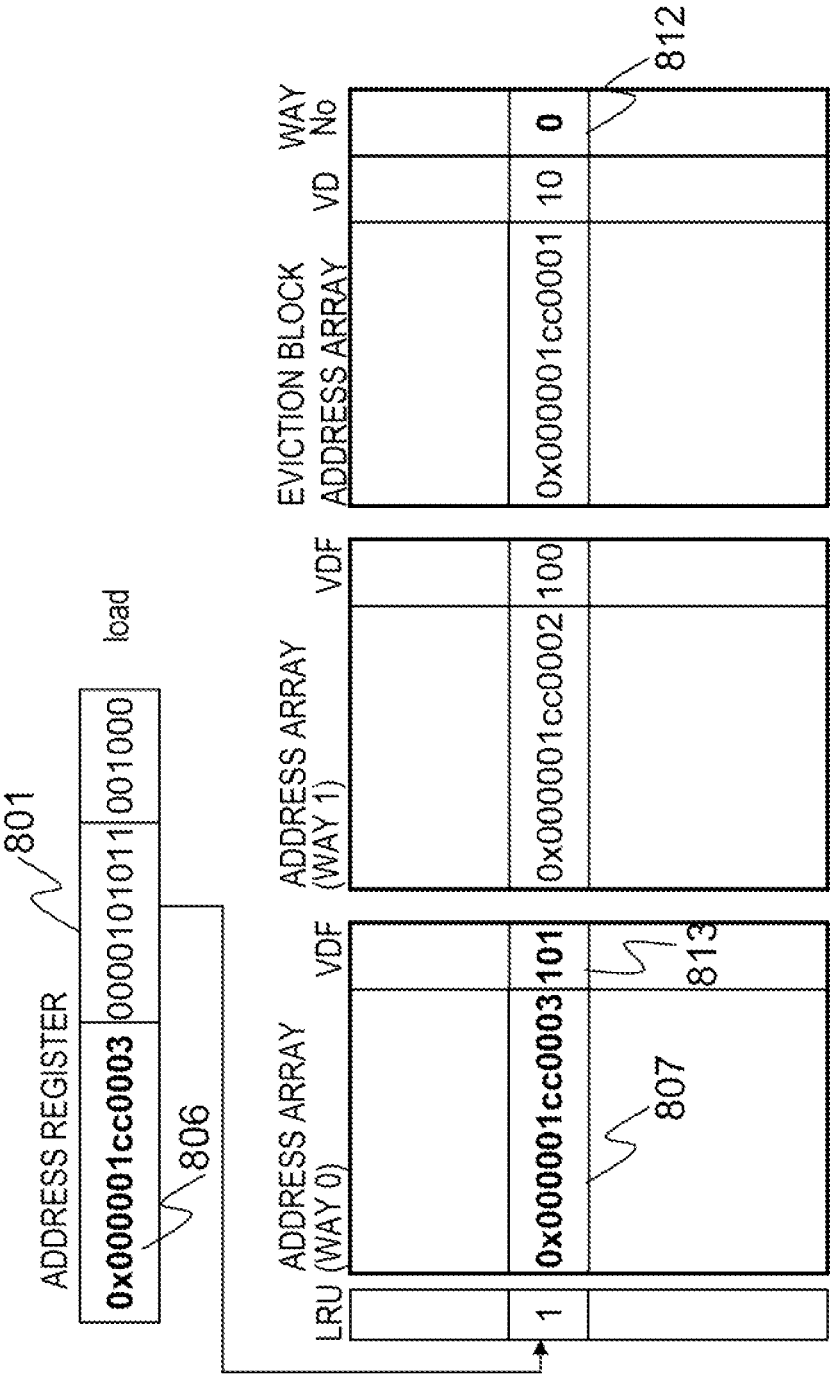 801
ADDRESS REGISTER
0x000001cc0003 0000101011 001000 load
806
LRU
ADDRESS ARRAY
(WAY 0)
VDF
ADDRESS ARRAY
(WAY 1)
VDF
EVICTION BLOCK
ADDRESS ARRAY
VD
WAY
No
1 0x000001cc0003 101 0x000001cc0002 100 0x000001cc0001 10 0
807
813
812